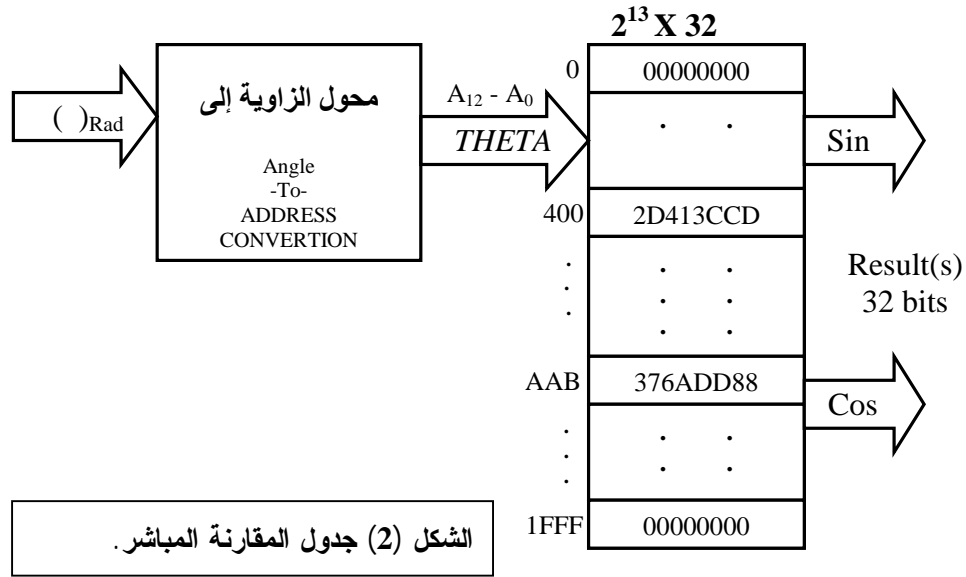 2¹³ X 32
0
00000000
( )Rad
محول الزاوية إلى
Angle
-To-
ADDRESS
CONVERTION
A₁₂ - A₀
THETA
. .
Sin
400
2D413CCD
.
.
.
. .
. .
. .
Result(s)
32 bits
AAB
376ADD88
Cos
.
.
.
. .
. .
1FFF
00000000
الشكل (2) جدول المقارنة المباشر.